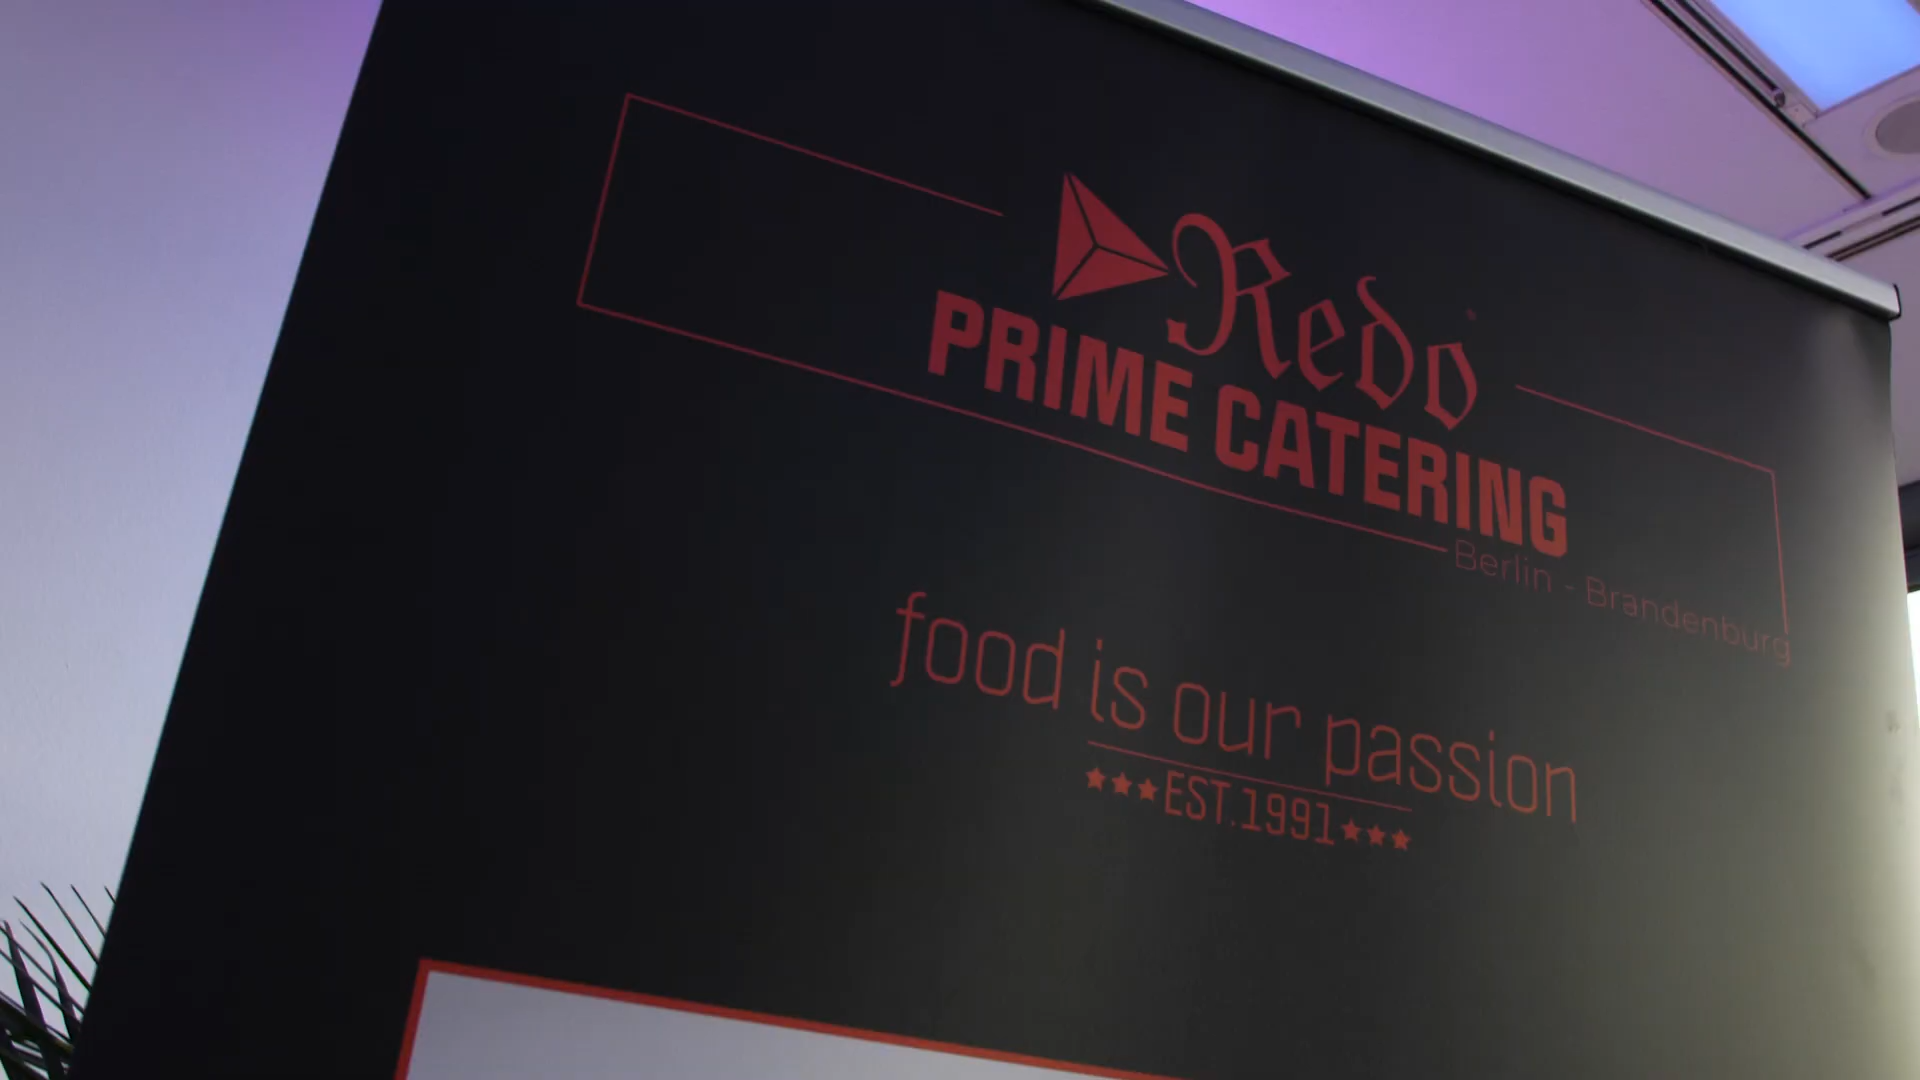 Redo
PRIME CATERING
Berlin - Brandenburg
food is our passion
★★★EST.1991★★★